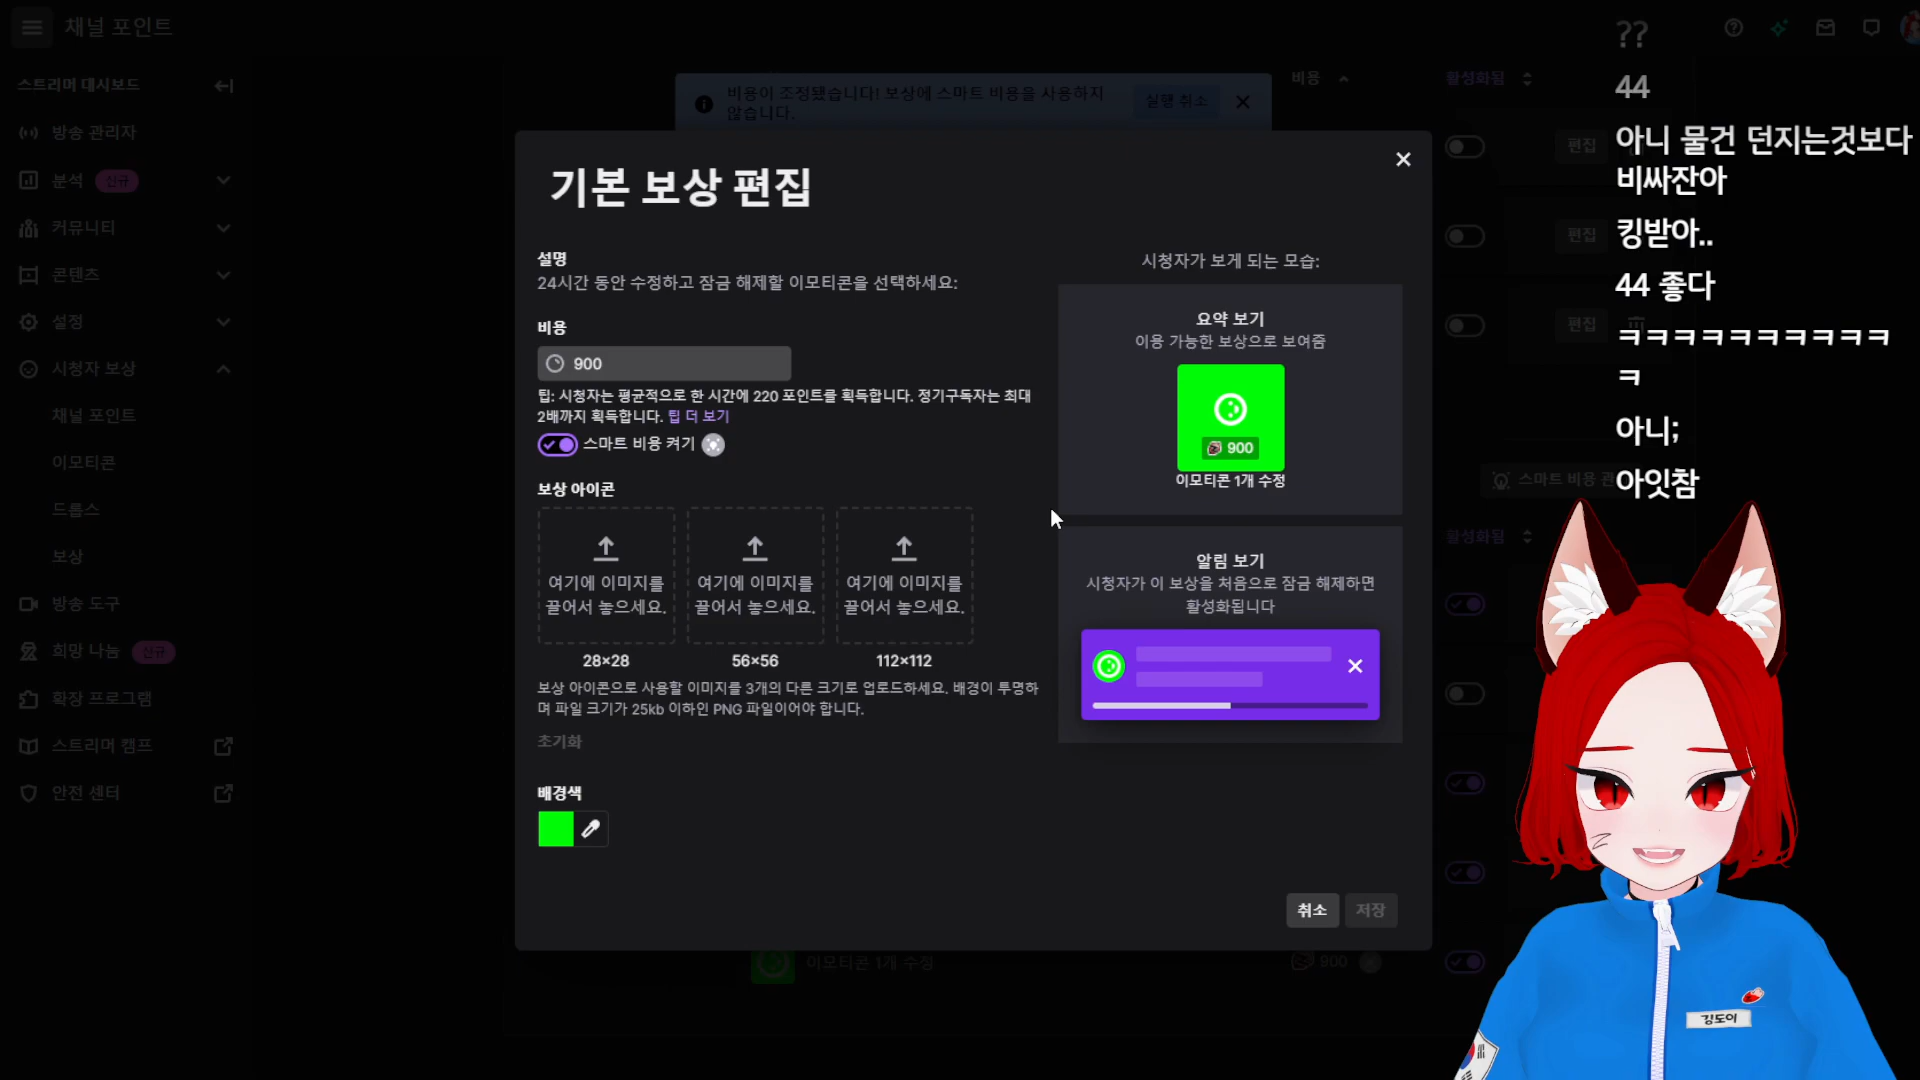 채널 포인트
스트리머 대시보드
방송 관리자
분석 신규
커뮤니티
콘텐츠
설정
시청자 보상
채널 포인트
이모티콘
드롭스
보상
방송 도구
희망 나눔 신규
확장 프로그램
스트리머 캠프
안전 센터
비용이 조정됐습니다! 보상에 스마트 비용을 사용하지
않습니다.
실행 취소
비용
활성화됨
편집
편집
편집
스마트 비용 관
활성화됨
기본 보상 편집
설명
24시간 동안 수정하고 잠금 해제할 이모티콘을 선택하세요:
비용
900
팁: 시청자는 평균적으로 한 시간에 220 포인트를 획득합니다. 정기구독자는 최대
2배까지 획득합니다. 팁 더 보기
스마트 비용 켜기
보상 아이콘
여기에 이미지를
끌어서 놓으세요.
여기에 이미지를
끌어서 놓으세요.
여기에 이미지를
끌어서 놓으세요.
28×28
56×56
112×112
보상 아이콘으로 사용할 이미지를 3개의 다른 크기로 업로드하세요. 배경이 투명하
며 파일 크기가 25kb 이하인 PNG 파일이어야 합니다.
초기화
배경색
시청자가 보게 되는 모습:
요약 보기
이용 가능한 보상으로 보여줌
900
이모티콘 1개 수정
알림 보기
시청자가 이 보상을 처음으로 잠금 해제하면
활성화됩니다
취소
저장
이모티콘 1개 수정
900
??
44
아니 물건 던지는것보다
비싸잖아
킹받아..
44 좋다
ㅋㅋㅋㅋㅋㅋㅋㅋㅋㅋ
ㅋ
아니;
아잇참
깅도이